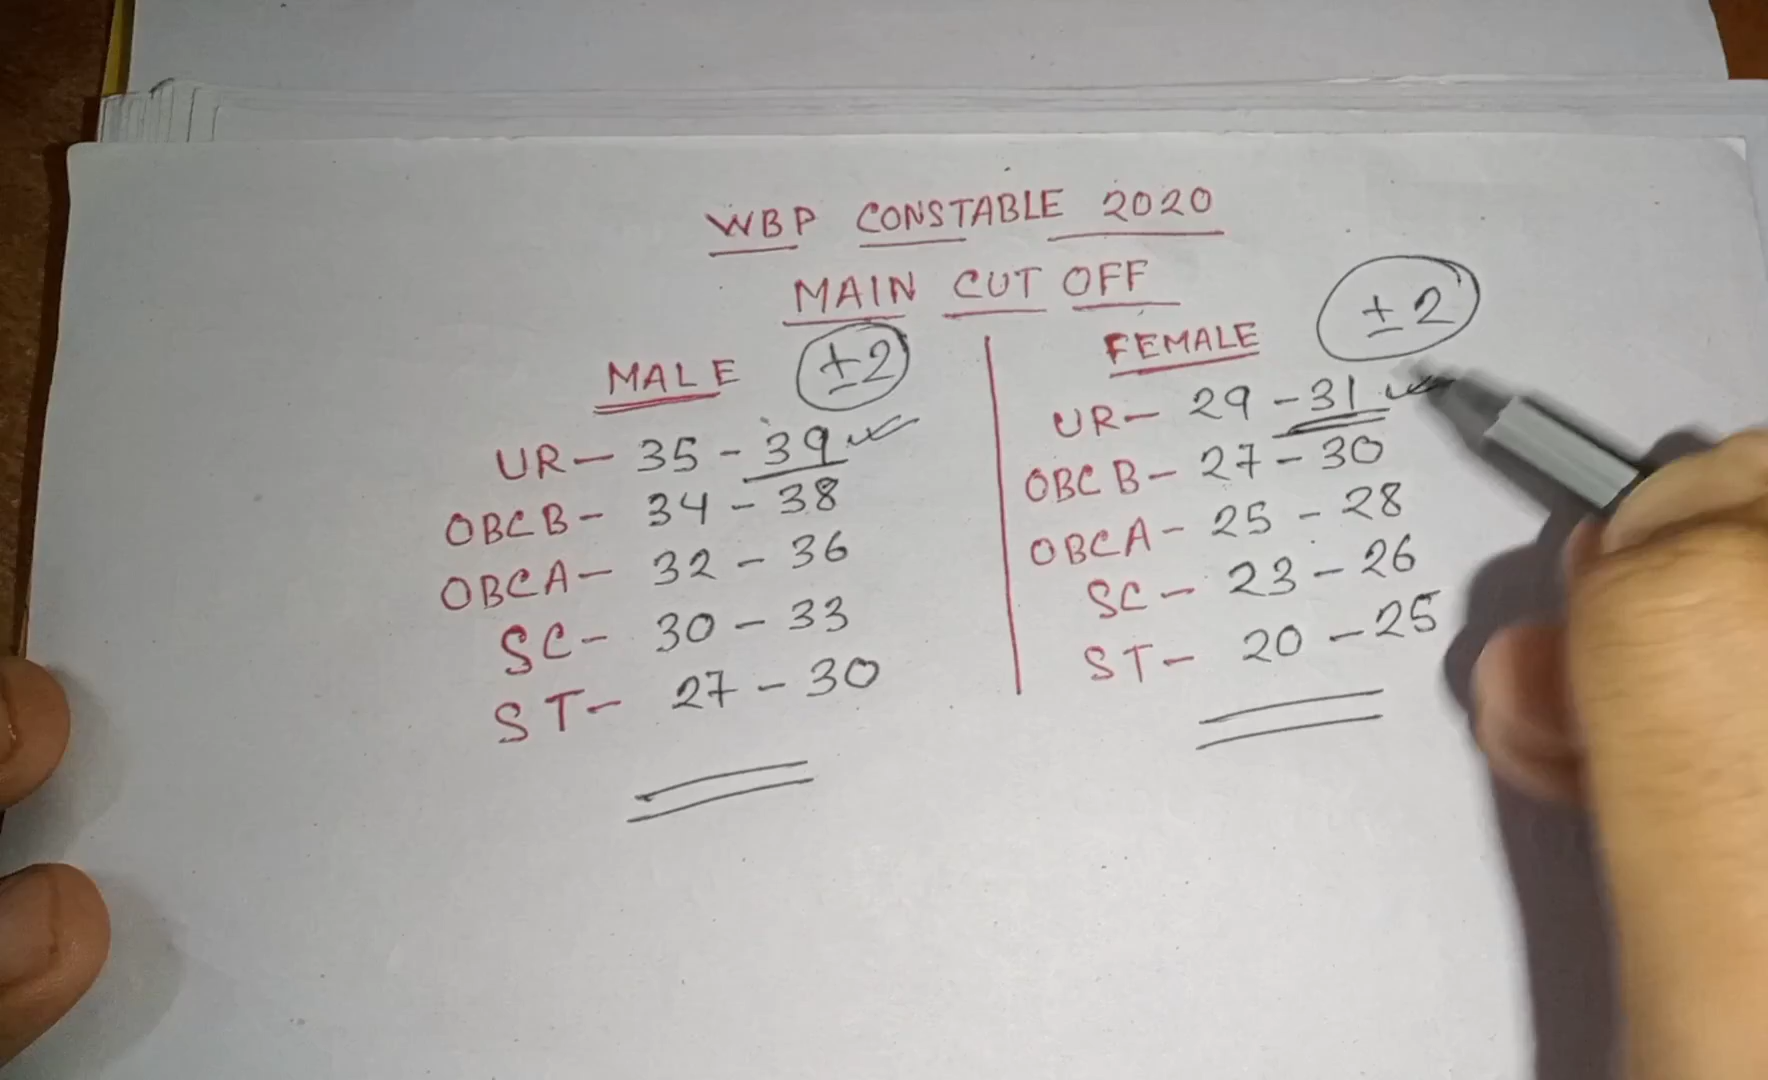 WBP CONSTABLE 2020
MAIN CUT OFF
MALE ±2
UR- 35 - 39
OBCB- 34 - 38
OBCA- 32 - 36
SC- 30 - 33
ST- 27 - 30
FEMALE ±2
UR- 29 - 31
OBC B- 27 - 30
OBCA- 25 - 28
SC- 23 - 26
ST- 20 - 25